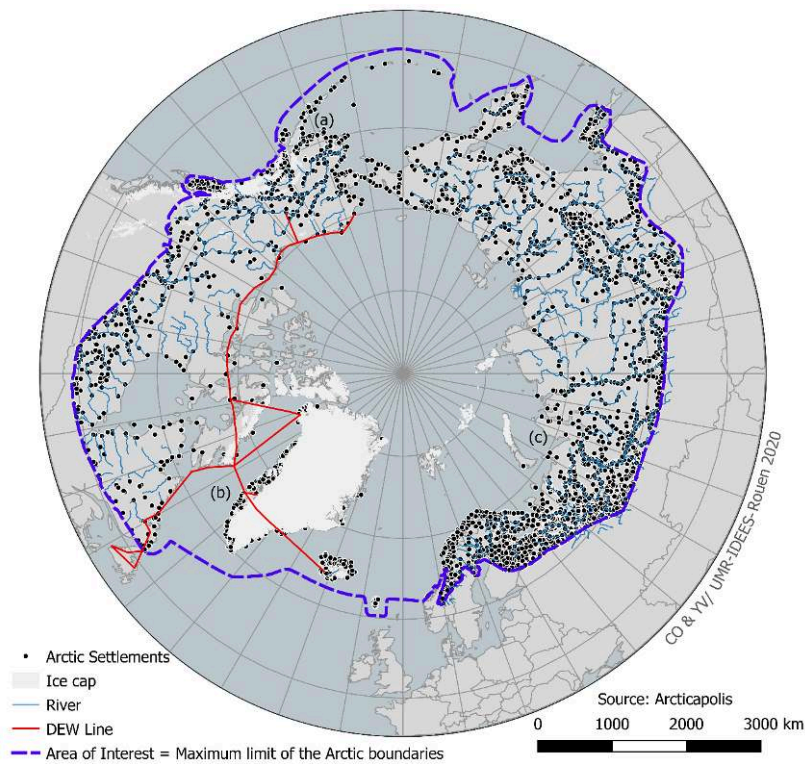 (a)
(b)
(c)
CO & YV/ UMR-IDEES- Rouen 2020
Arctic Settlements
Ice cap
River
DEW Line
Area of Interest = Maximum limit of the Arctic boundaries
Source: Arcticapolis
0 1000 2000 3000 km